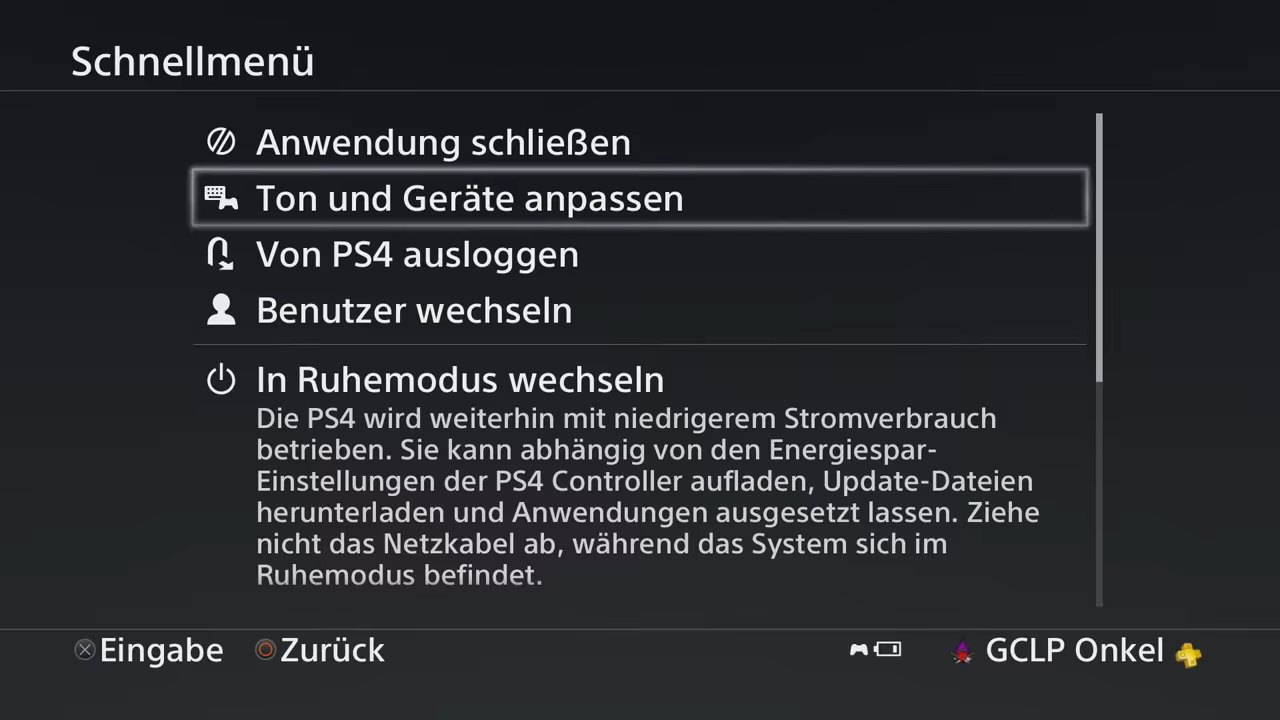 Schnellmenü
Anwendung schließen
Ton und Geräte anpassen
Von PS4 ausloggen
Benutzer wechseln
In Ruhemodus wechseln
Die PS4 wird weiterhin mit niedrigerem Stromverbrauch
betrieben. Sie kann abhängig von den Energiespar-
Einstellungen der PS4 Controller aufladen, Update-Dateien
herunterladen und Anwendungen ausgesetzt lassen. Ziehe
nicht das Netzkabel ab, während das System sich im
Ruhemodus befindet.
Eingabe Zurück GCLP Onkel